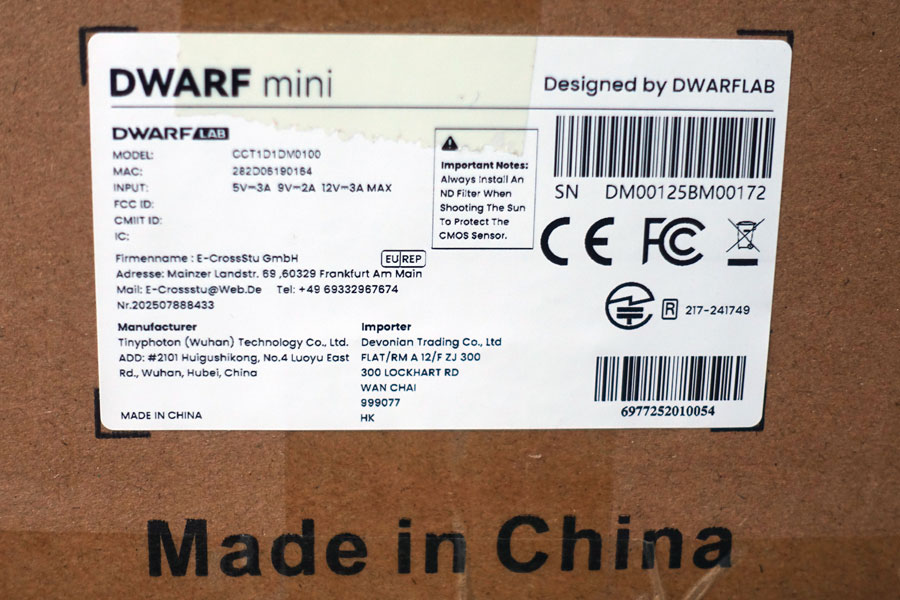 DWARF mini
Designed by DWARFLAB
DWARFLAB
MODEL: CCT1D1DM0100
MAC: 282D06190164
INPUT: 5V⎓3A 9V⎓2A 12V⎓3A MAX
FCC ID:
CMIIT ID:
IC:
Important Notes:
Always Install An
ND Filter When
Shooting The Sun
To Protect The
CMOS Sensor.
SN DM00125BM00172
CE FC
Firmenname : E-CrossStu GmbH
EU REP
Adresse: Mainzer Landstr. 69 ,60329 Frankfurt Am Main
Mail: E-Crossstu@Web.De Tel: +49 69332967674
Nr.202507888433
R 217-241749
Manufacturer
Tinyphoton (Wuhan) Technology Co., Ltd.
ADD: #2101 Huigushikong, No.4 Luoyu East
Rd., Wuhan, Hubei, China
MADE IN CHINA
Importer
Devonian Trading Co., Ltd
FLAT/RM A 12/F ZJ 300
300 LOCKHART RD
WAN CHAI
999077
HK
6977252010054
Made in China